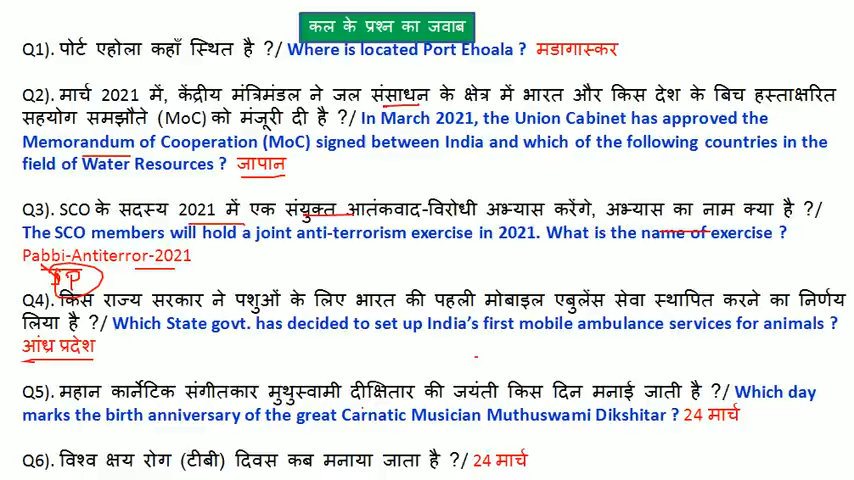 कल के प्रश्न का जवाब
Q1). पोर्ट एहोला कहाँ स्थित है ?/ Where is located Port Ehoala ? मडागास्कर
Q2). मार्च 2021 में, केंद्रीय मंत्रिमंडल ने जल संसाधन के क्षेत्र में भारत और किस देश के बिच हस्ताक्षरित
सहयोग समझौते (MoC) को मंजूरी दी है ?/ In March 2021, the Union Cabinet has approved the
Memorandum of Cooperation (MoC) signed between India and which of the following countries in the
field of Water Resources ? जापान
Q3). SCO के सदस्य 2021 में एक संयुक्त आतंकवाद-विरोधी अभ्यास करेंगे, अभ्यास का नाम क्या है ?/
The SCO members will hold a joint anti-terrorism exercise in 2021. What is the name of exercise ?
Pabbi-Antiterror-2021
Q4). किस राज्य सरकार ने पशुओं के लिए भारत की पहली मोबाइल एबुलेंस सेवा स्थापित करने का निर्णय
लिया है ?/ Which State govt. has decided to set up India's first mobile ambulance services for animals ?
आंध्र प्रदेश
Q5). महान कार्नेटिक संगीतकार मुथुस्वामी दीक्षितार की जयंती किस दिन मनाई जाती है ?/ Which day
marks the birth anniversary of the great Carnatic Musician Muthuswami Dikshitar ? 24 मार्च
Q6). विश्व क्षय रोग (टीबी) दिवस कब मनाया जाता है ?/ 24 मार्च